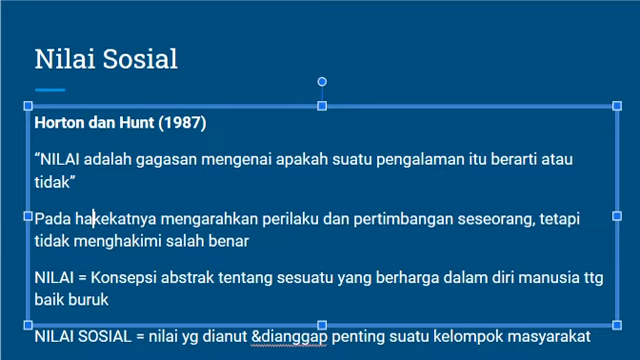 Nilai Sosial
Horton dan Hunt (1987)
“NILAI adalah gagasan mengenai apakah suatu pengalaman itu berarti atau
tidak”
Pada hakekatnya mengarahkan perilaku dan pertimbangan seseorang, tetapi
tidak menghakimi salah benar
NILAI = Konsepsi abstrak tentang sesuatu yang berharga dalam diri manusia ttg
baik buruk
NILAI SOSIAL = nilai yg dianut &dianggap penting suatu kelompok masyarakat